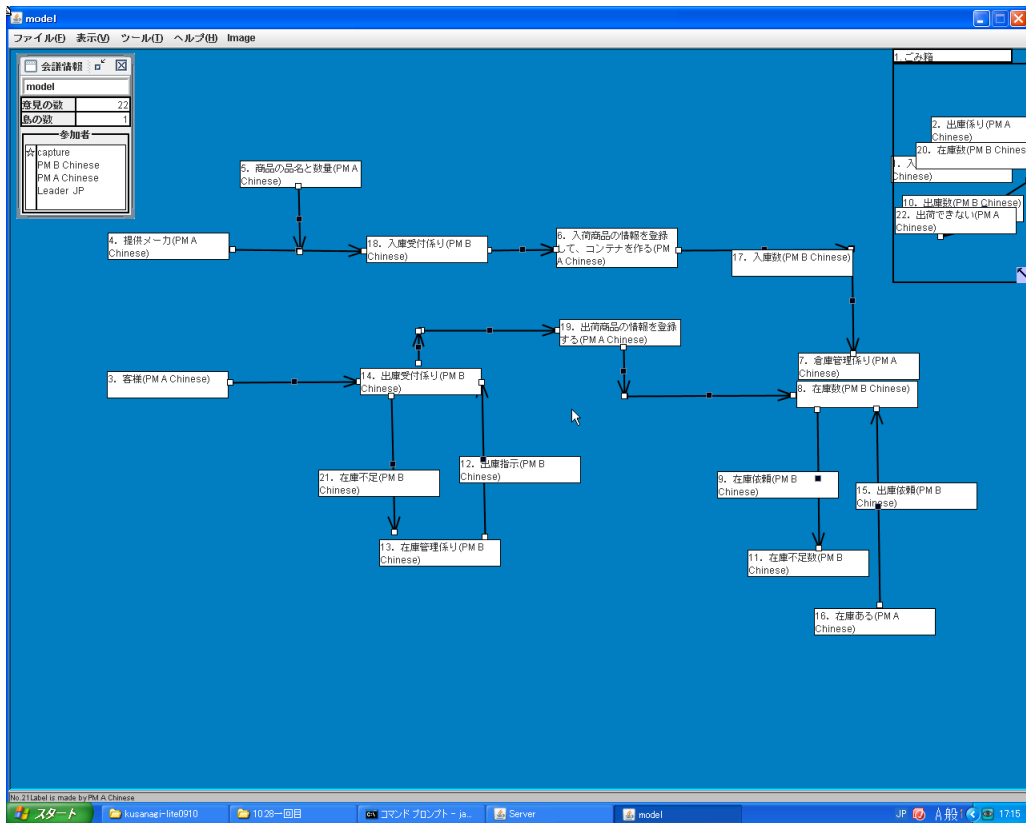 model
ファイル(F) 表示(V) ツール(T) ヘルプ(H) Image
会議情報
model
意見の数 22
島の数 1
参加者
☆capture
PM B Chinese
PM A Chinese
Leader JP
1.ごみ箱
2. 出庫係り(PM A
Chinese)
20. 在庫数(PM B Chines
入
Chinese)
10. 出庫数(PM B Chinese)
22. 出荷できない(PM A
Chinese)
5. 商品の品名と数量(PM A
Chinese)
4. 提供メーカ(PM A
Chinese)
18. 入庫受付係り(PM B
Chinese)
6. 入荷商品の情報を登録
して、コンテナを作る(PM
A Chinese)
17. 入庫数(PM B Chinese)
19. 出荷商品の情報を登録
する(PM A Chinese)
7. 倉庫管理係り(PM A
Chinese)
3. 客様(PM A Chinese)
14. 出庫受付係り(PM B
Chinese)
8. 在庫数(PM B Chinese)
21. 在庫不足(PM B
Chinese)
12. 出庫指示(PM B
Chinese)
9. 在庫依頼(PM B
Chinese)
15. 出庫依頼(PM B
Chinese)
13. 在庫管理係り(PM B
Chinese)
11. 在庫不足数(PM B
Chinese)
16. 在庫ある(PM A
Chinese)
No.21Label is made by PM A Chinese
スタート kusanagi-lite0910 1028一回目 コマンド プロンプト - ja... Server model JP A 般 17:15